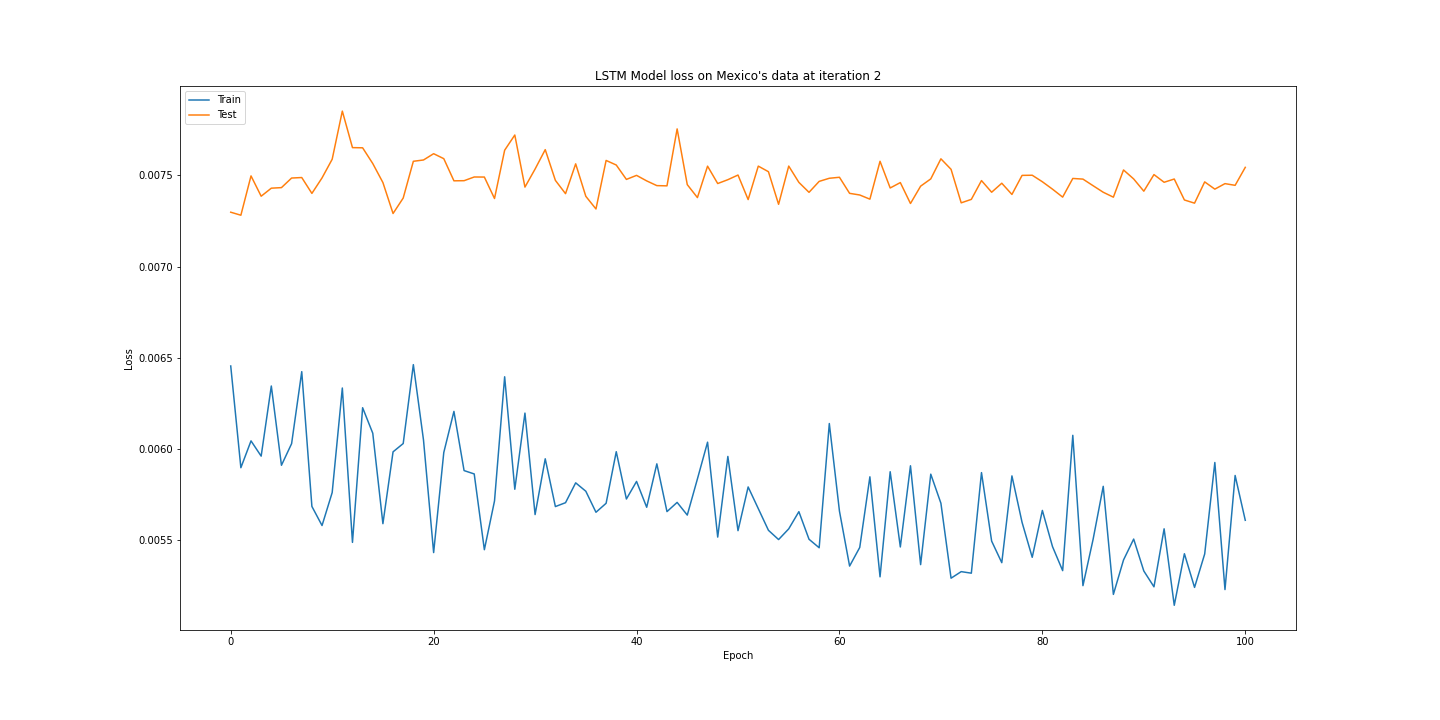 LSTM Model loss on Mexico's data at iteration 2
Train
Test
0.0075
0.0070
0.0065
0.0060
0.0055
Loss
0 20 40 60 80 100
Epoch